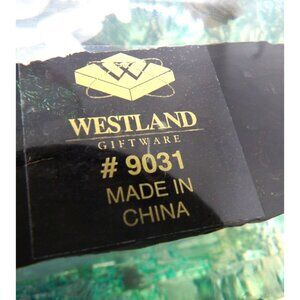 W
WESTLAND
GIFTWARE
# 9031
MADE IN
CHINA